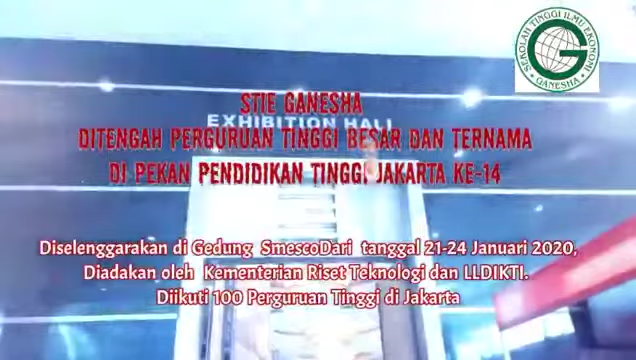 SEKOLAH TINGGI ILMU EKONOMI
GANESHA
STIE GANESHA
EXHIBITION HALL
DITENGAH PERGURUAN TINGGI BESAR DAN TERNAMA
DI PEKAN PENDIDIKAN TINGGI JAKARTA KE-14
Diselenggarakan di Gedung SmescoDari tanggal 21-24 Januari 2020,
Diadakan oleh Kementerian Riset Teknologi dan LLDIKTI.
Diikuti 100 Perguruan Tinggi di Jakarta